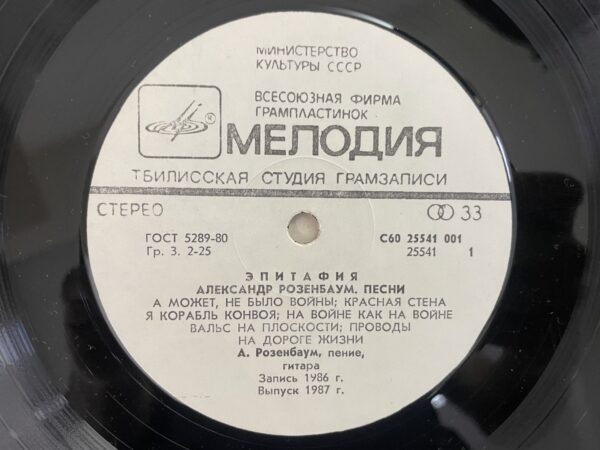 МИНИСТЕРСТВО
КУЛЬТУРЫ СССР
ВСЕСОЮЗНАЯ ФИРМА
ГРАМПЛАСТИНОК
МЕЛОДИЯ
ТБИЛИССКАЯ СТУДИЯ ГРАМЗАПИСИ
СТЕРЕО 33
ГОСТ 5289-80 С60 25541 001
Гр. 3. 2-25 25541 1
ЭПИТАФИЯ
АЛЕКСАНДР РОЗЕНБАУМ. ПЕСНИ
А МОЖЕТ, НЕ БЫЛО ВОЙНЫ; КРАСНАЯ СТЕНА
Я КОРАБЛЬ КОНВОЯ; НА ВОЙНЕ КАК НА ВОЙНЕ
ВАЛЬС НА ПЛОСКОСТИ; ПРОВОДЫ
НА ДОРОГЕ ЖИЗНИ
А. Розенбаум, пение,
гитара
Запись 1986 г.
Выпуск 1987 г.